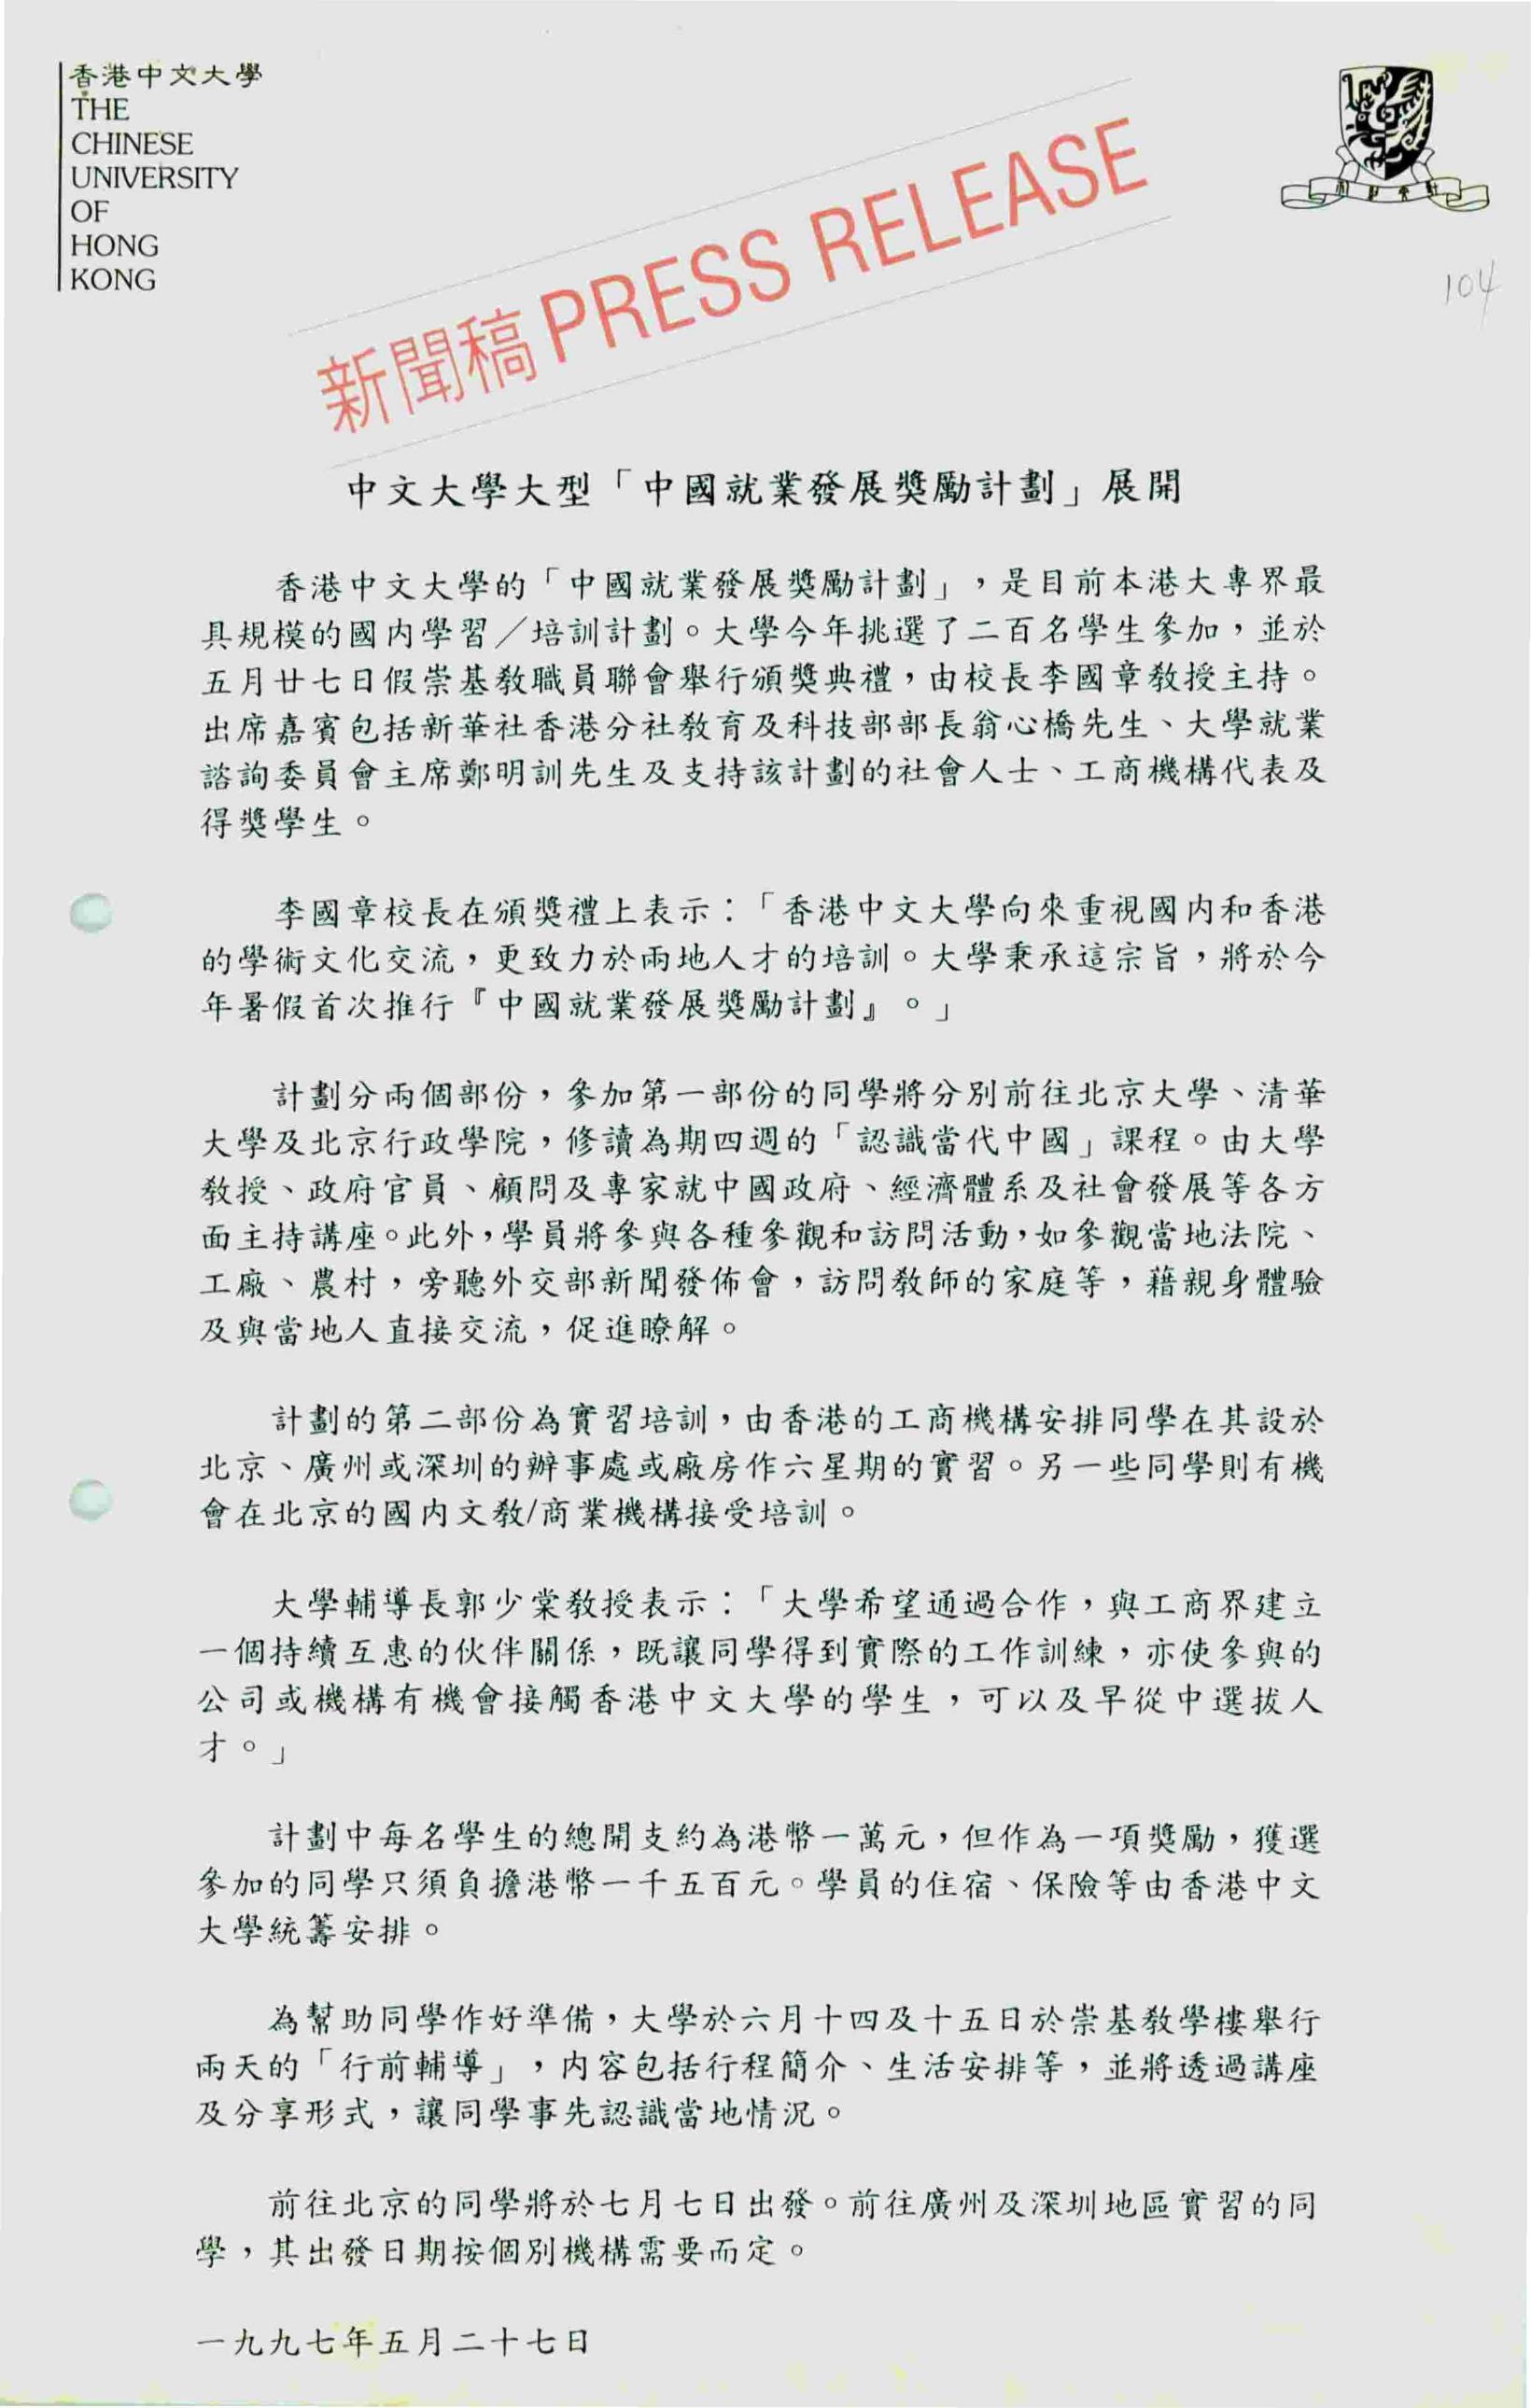 香港中文大學
THE
CHINESE
UNIVERSITY
OF
HONG
KONG
新聞稿 PRESS RELEASE
104
中文大學大型「中國就業發展獎勵計劃」展開
香港中文大學的「中國就業發展獎勵計劃」，是目前本港大專界最
具規模的國內學習／培訓計劃。大學今年挑選了二百名學生參加，並於
五月廿七日假崇基教職員聯會舉行頒獎典禮，由校長李國章教授主持。
出席嘉賓包括新華社香港分社教育及科技部部長翁心橋先生、大學就業
諮詢委員會主席鄭明訓先生及支持該計劃的社會人士、工商機構代表及
得獎學生。
李國章校長在頒獎禮上表示：「香港中文大學向來重視國內和香港
的學術文化交流，更致力於兩地人才的培訓。大學秉承這宗旨，將於今
年暑假首次推行『中國就業發展獎勵計劃』。」
計劃分兩個部份，參加第一部份的同學將分別前往北京大學、清華
大學及北京行政學院，修讀為期四週的「認識當代中國」課程。由大學
教授、政府官員、顧問及專家就中國政府、經濟體系及社會發展等各方
面主持講座。此外，學員將參與各種參觀和訪問活動，如參觀當地法院、
工廠、農村，旁聽外交部新聞發佈會，訪問教師的家庭等，藉親身體驗
及與當地人直接交流，促進瞭解。
計劃的第二部份為實習培訓，由香港的工商機構安排同學在其設於
北京、廣州或深圳的辦事處或廠房作六星期的實習。另一些同學則有機
會在北京的國內文教/商業機構接受培訓。
大學輔導長郭少棠教授表示：「大學希望通過合作，與工商界建立
一個持續互惠的伙伴關係，既讓同學得到實際的工作訓練，亦使參與的
公司或機構有機會接觸香港中文大學的學生，可以及早從中選拔人
才。」
計劃中每名學生的總開支約為港幣一萬元，但作為一項獎勵，獲選
參加的同學只須負擔港幣一千五百元。學員的住宿、保險等由香港中文
大學統籌安排。
為幫助同學作好準備，大學於六月十四及十五日於崇基教學樓舉行
兩天的「行前輔導」，內容包括行程簡介、生活安排等，並將透過講座
及分享形式，讓同學事先認識當地情況。
前往北京的同學將於七月七日出發。前往廣州及深圳地區實習的同
學，其出發日期按個別機構需要而定。
一九九七年五月二十七日